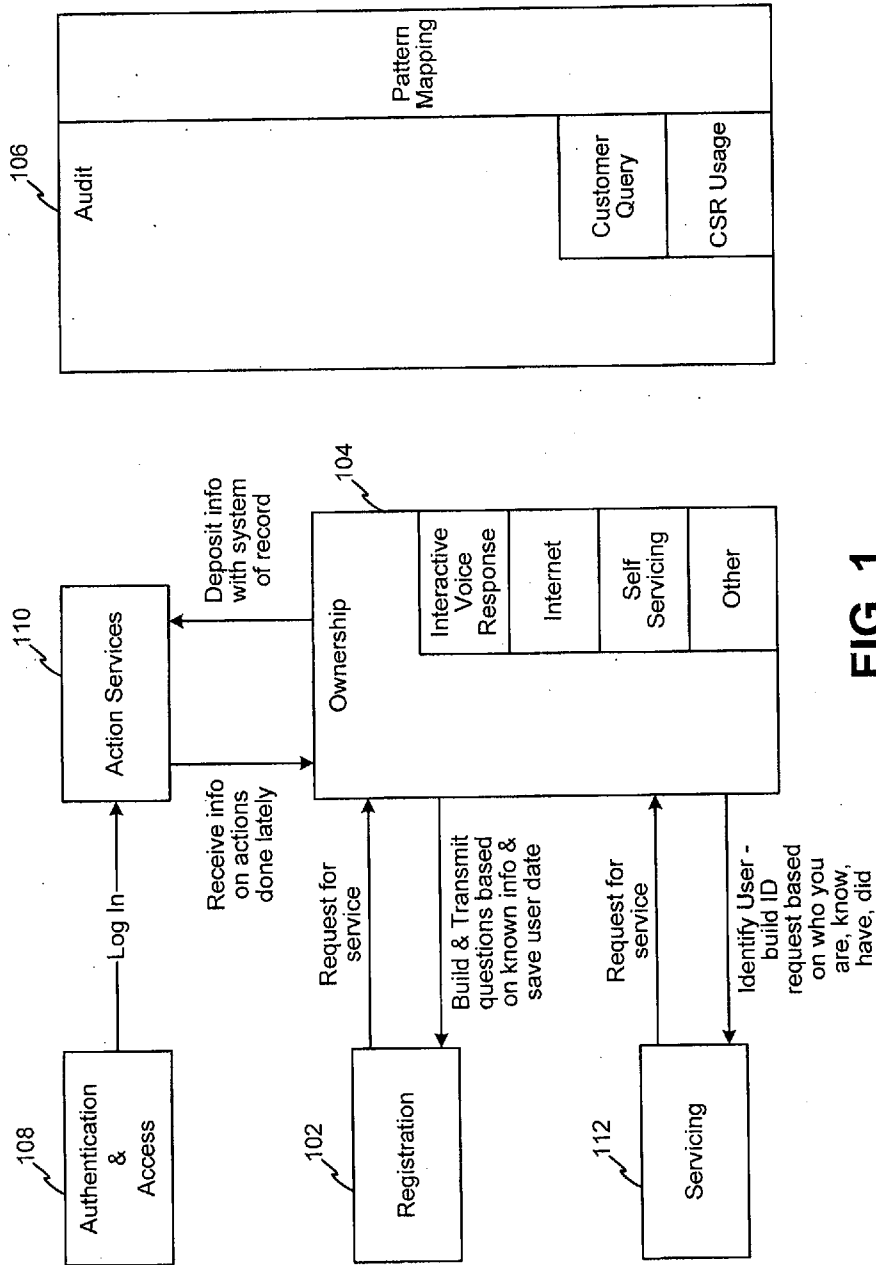 108
Authentication
&
Access
Log In
110
Action Services
Receive info
on actions
done lately
Deposit info
with system
of record
102
Registration
Request for
service
Build & Transmit
questions based
on known info &
save user date
104
Ownership
Interactive
Voice
Response
Internet
Self
Servicing
Other
112
Servicing
Request for
service
Identify User -
build ID
request based
on who you
are, know,
have, did
106
Audit
Customer
Query
CSR Usage
Pattern
Mapping
FIG. 1